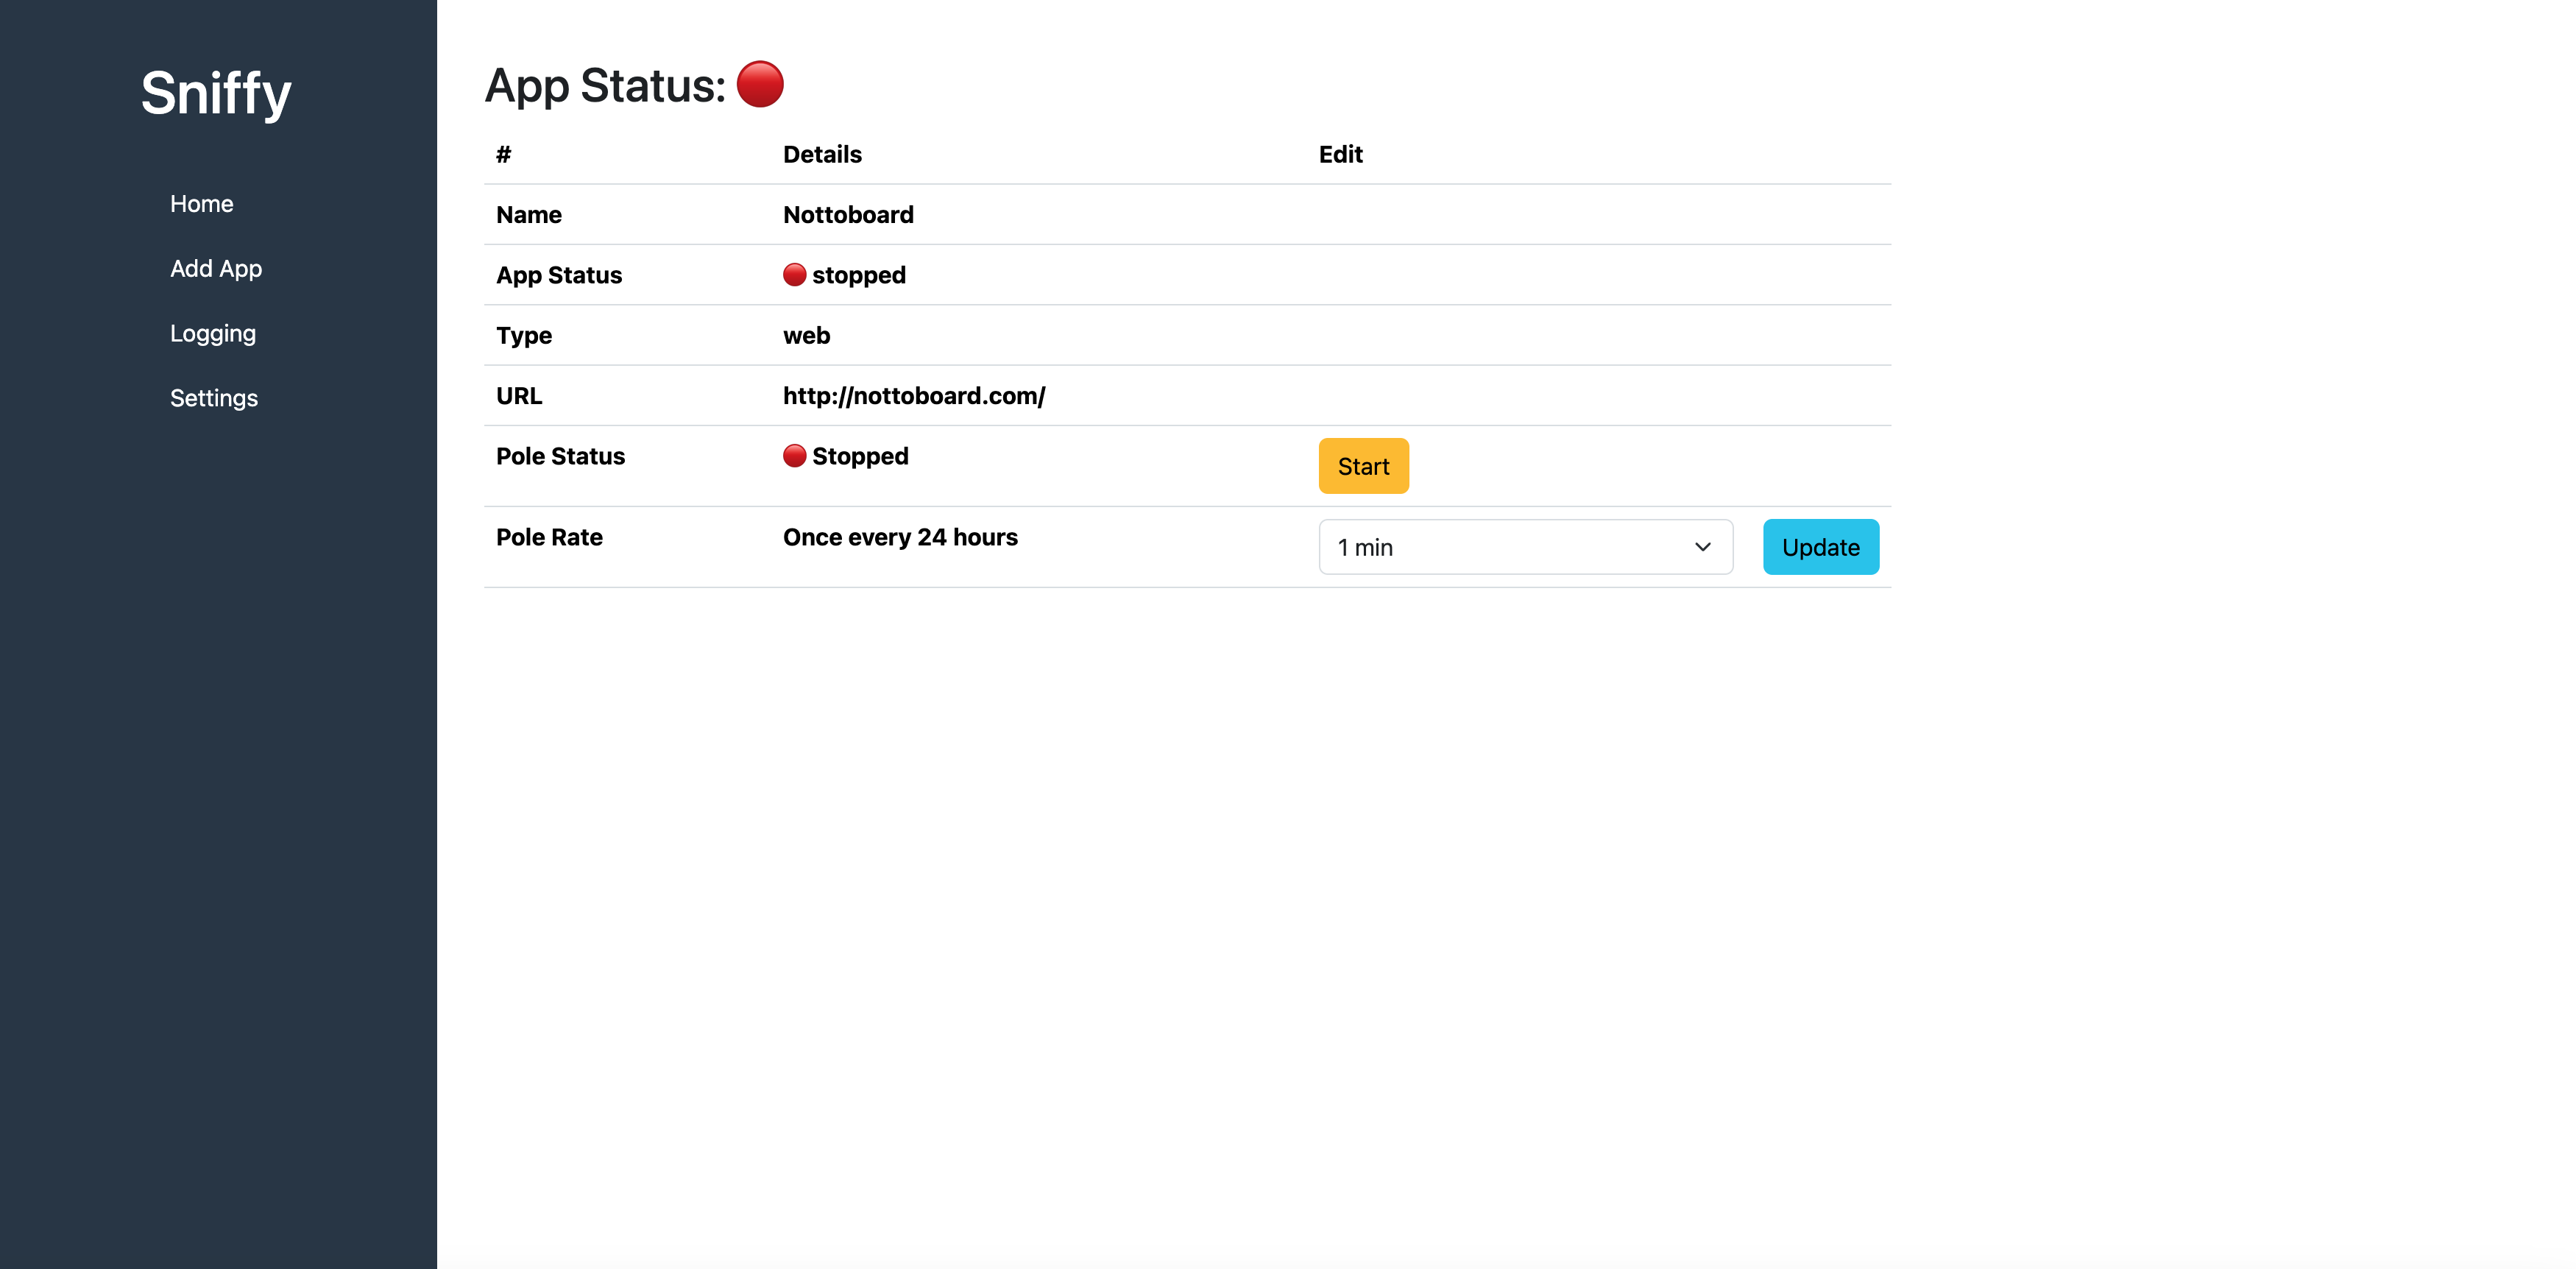 Sniffy
Home
Add App
Logging
Settings
App Status:
# Details Edit
Name Nottoboard
App Status stopped
Type web
URL http://nottoboard.com/
Pole Status Stopped Start
Pole Rate Once every 24 hours 1 min Update